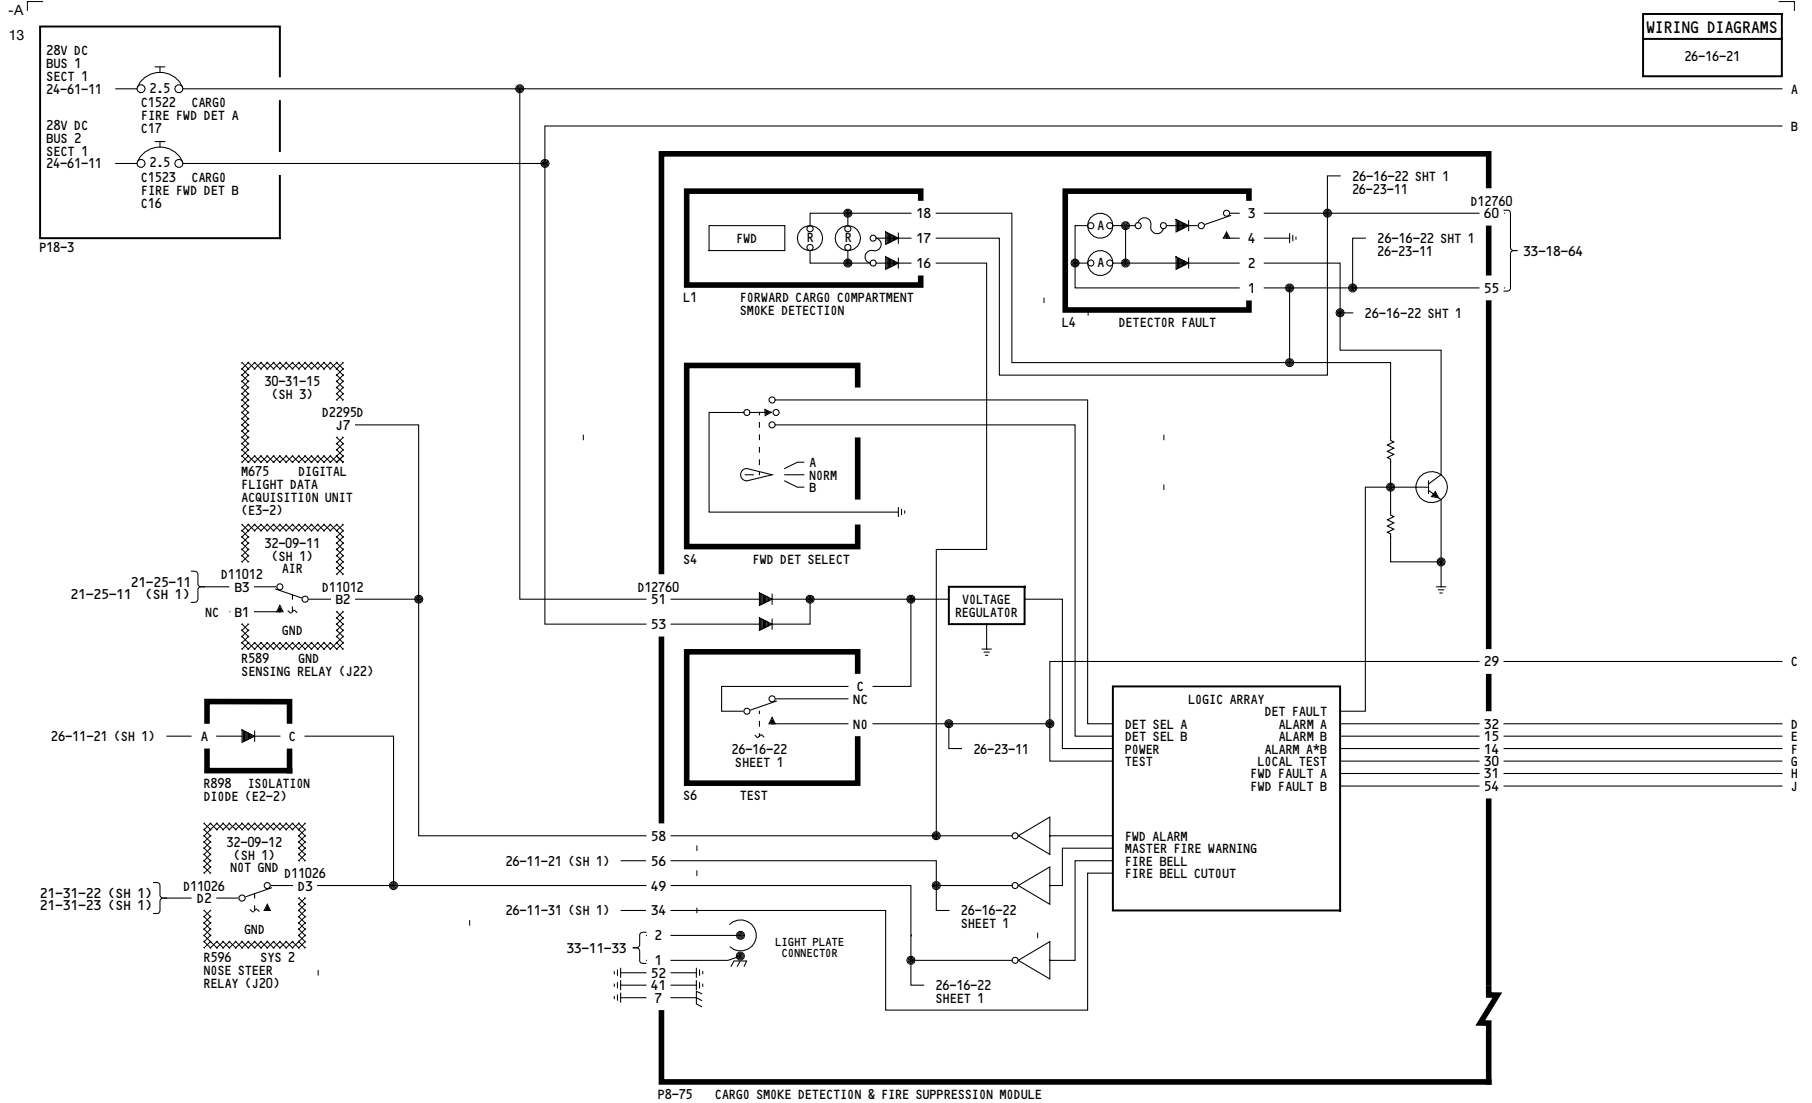 -A
13
WIRING DIAGRAMS
26-16-21
28V DC
BUS 1
SECT 1
24-61-11
2.5
C1522 CARGO
FIRE FWD DET A
C17
28V DC
BUS 2
SECT 1
24-61-11
2.5
C1523 CARGO
FIRE FWD DET B
C16
P18-3
A
B
FWD
R
R
18
17
16
L1
FORWARD CARGO COMPARTMENT
SMOKE DETECTION
A
A
3
4
2
1
L4
DETECTOR FAULT
26-16-22 SHT 1
26-23-11
D12760
60
26-16-22 SHT 1
26-23-11
33-18-64
55
26-16-22 SHT 1
30-31-15
(SH 3)
D2295D
J7
M675 DIGITAL
FLIGHT DATA
ACQUISITION UNIT
(E3-2)
A
NORM
B
S4
FWD DET SELECT
32-09-11
(SH 1)
AIR
21-25-11
21-25-11 (SH 1)
D11012
B3
D11012
B2
NC
B1
GND
R589 GND
SENSING RELAY (J22)
D12760
51
53
VOLTAGE
REGULATOR
C
NC
NO
26-16-22
SHEET 1
S6
TEST
26-23-11
29
C
LOGIC ARRAY
DET FAULT
DET SEL A
ALARM A
32
D
DET SEL B
ALARM B
15
E
POWER
ALARM A*B
14
F
TEST
LOCAL TEST
30
G
FWD FAULT A
31
H
FWD FAULT B
54
J
FWD ALARM
MASTER FIRE WARNING
FIRE BELL
FIRE BELL CUTOUT
26-11-21 (SH 1)
A
C
R898 ISOLATION
DIODE (E2-2)
32-09-12
(SH 1)
NOT GND
21-31-22 (SH 1)
21-31-23 (SH 1)
D11026
D2
D11026
D3
GND
R596 SYS 2
NOSE STEER
RELAY (J20)
58
26-11-21 (SH 1)
56
49
26-11-31 (SH 1)
34
33-11-33
2
1
52
41
7
LIGHT PLATE
CONNECTOR
26-16-22
SHEET 1
26-16-22
SHEET 1
P8-75 CARGO SMOKE DETECTION & FIRE SUPPRESSION MODULE